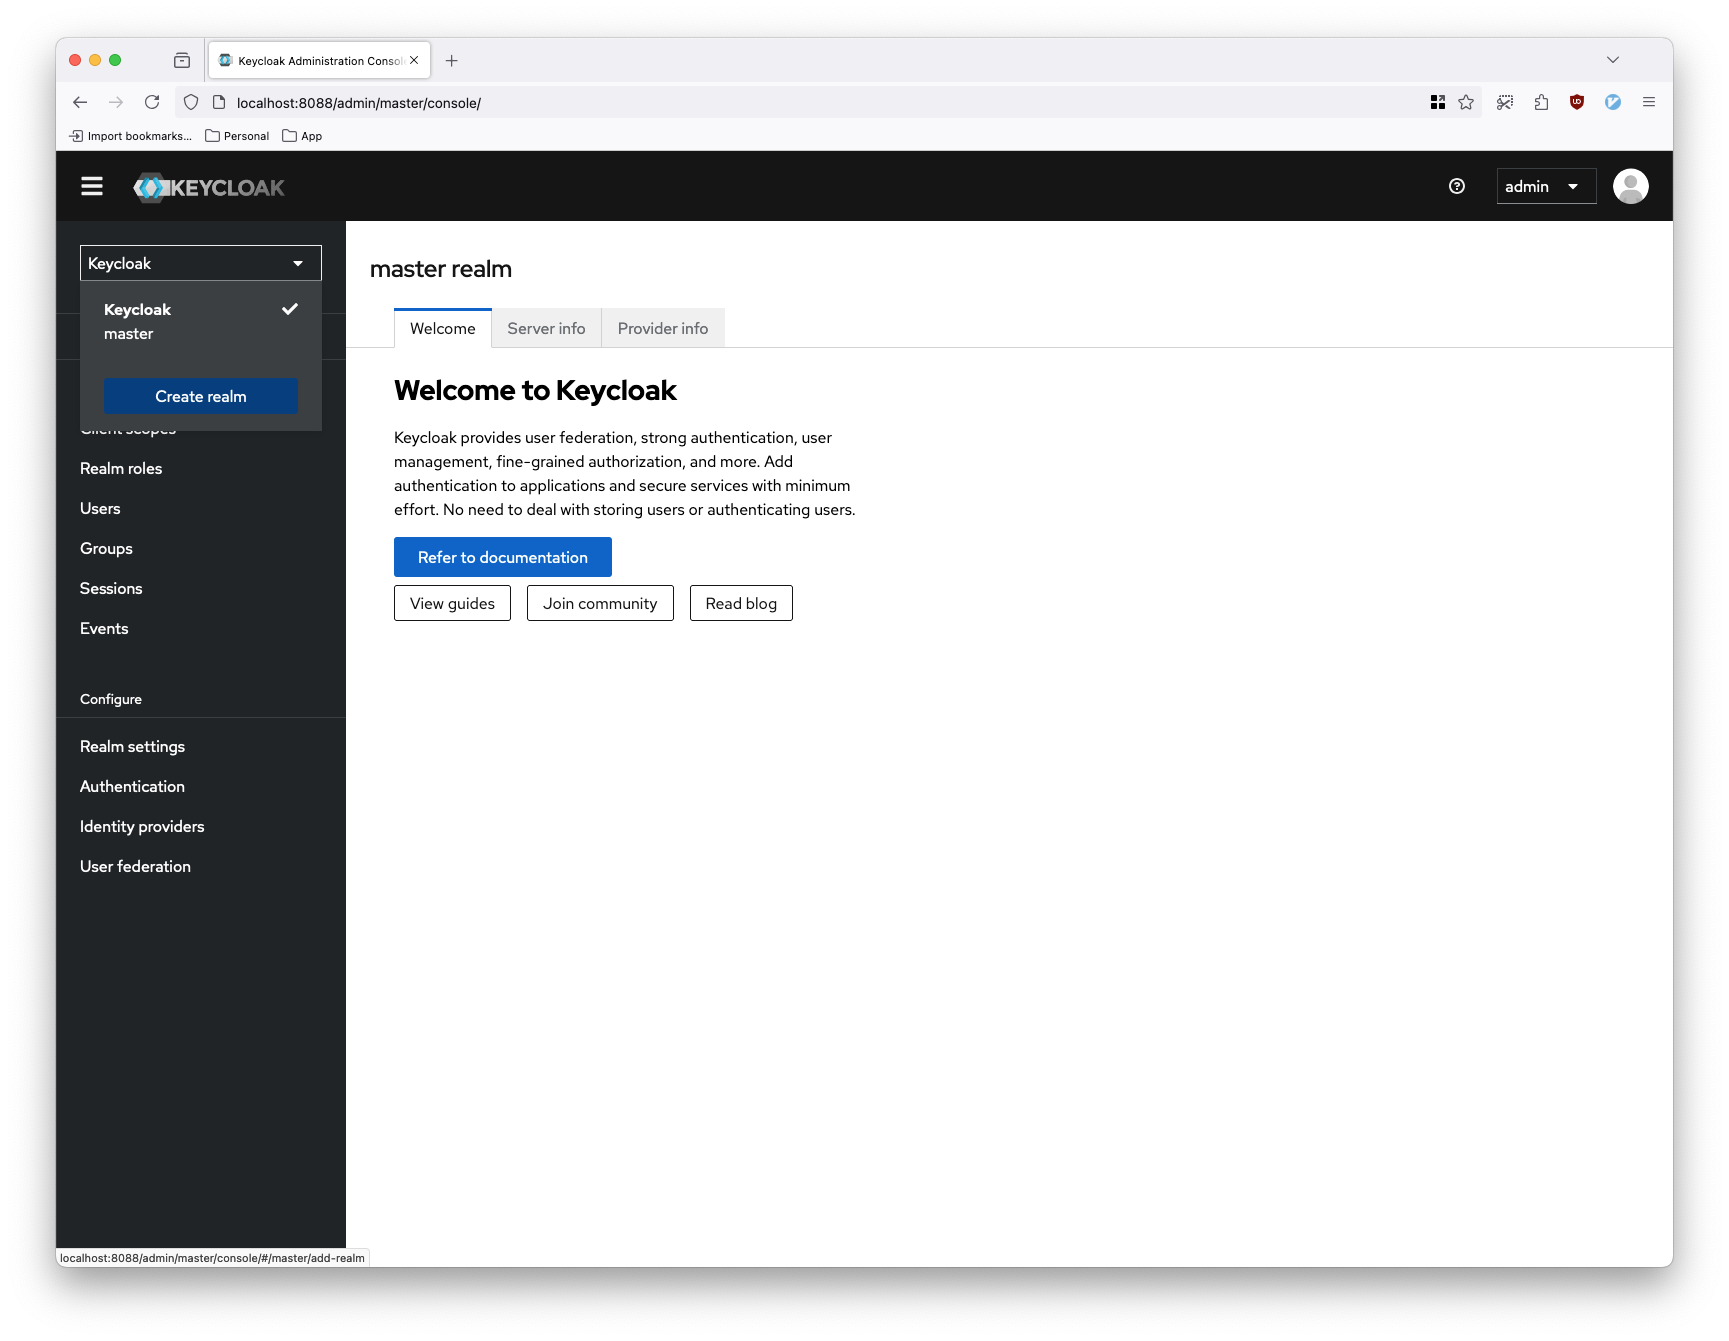 Keycloak Administration Consol
localhost:8088/admin/master/console/
Import bookmarks...
Personal
App
KEYCLOAK
admin
Keycloak
Keycloak
master
Create realm
Client scopes
Realm roles
Users
Groups
Sessions
Events
Configure
Realm settings
Authentication
Identity providers
User federation
master realm
Welcome
Server info
Provider info
Welcome to Keycloak
Keycloak provides user federation, strong authentication, user
management, fine-grained authorization, and more. Add
authentication to applications and secure services with minimum
effort. No need to deal with storing users or authenticating users.
Refer to documentation
View guides
Join community
Read blog
localhost:8088/admin/master/console/#/master/add-realm